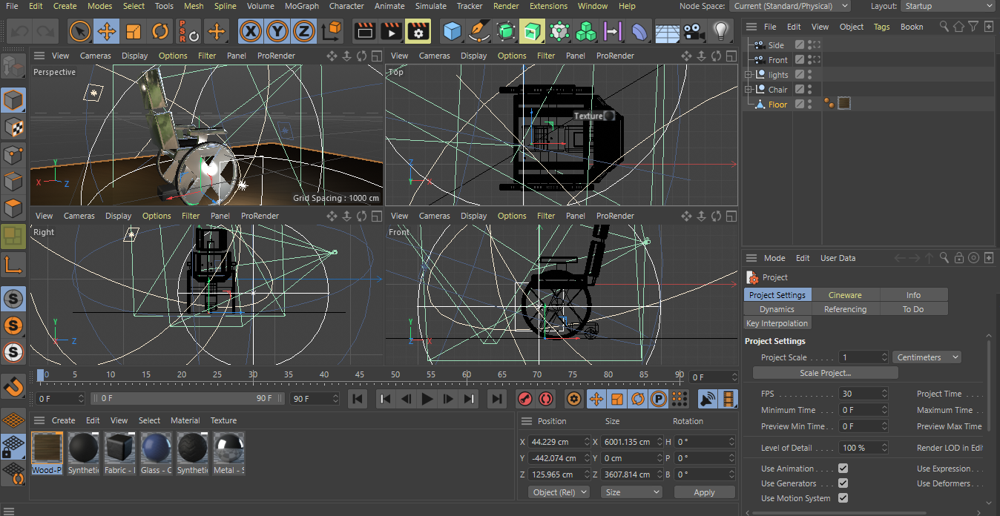 File Edit Create Modes Select Tools Mesh Spline Volume MoGraph Character Animate Simulate Tracker Render Extensions Window Help Node Space: Current (Standard/Physical) Layout: Startup
PSR X Y Z
File Edit View Object Tags Bookn
View Cameras Display Options Filter Panel ProRender
Perspective
X Y Z
Grid Spacing : 1000 cm
View Cameras Display Options Filter Panel ProRender
Top
Texture
Z Y X
Side
Front
lights
Chair
Floor
View Cameras Display Options Filter Panel ProRender
Right
Y X Z
View Cameras Display Options Filter Panel ProRender
Front
Y Z X
S
S
S
Mode Edit User Data
Project
Project Settings Cineware Info
Dynamics Referencing To Do
Key Interpolation
Project Settings
Project Scale . . . . . 1 Centimeters
Scale Project...
FPS . . . . . . . . . . 30 Project Time . . . .
Minimum Time . . . 0 F Maximum Time . .
Preview Min Time . . 0 F Preview Max Time
Level of Detail . . . . 100 % Render LOD in Edit
Use Animation . . . . Use Expression. . .
Use Generators . . . Use Deformers. . .
Use Motion System
0 5 10 15 20 25 30 35 40 45 50 55 60 65 70 75 80 85 90 0 F
0 F 0 F 90 F 90 F P
Create Edit View Select Material Texture
Wood-P Synthetic Fabric - Glass - C Synthetic Metal - S
Position Size Rotation
X 44.229 cm X 6001.135 cm H 0 °
Y -442.074 cm Y 0 cm P 0 °
Z 125.965 cm Z 3607.814 cm B 0 °
Object (Rel) Size Apply